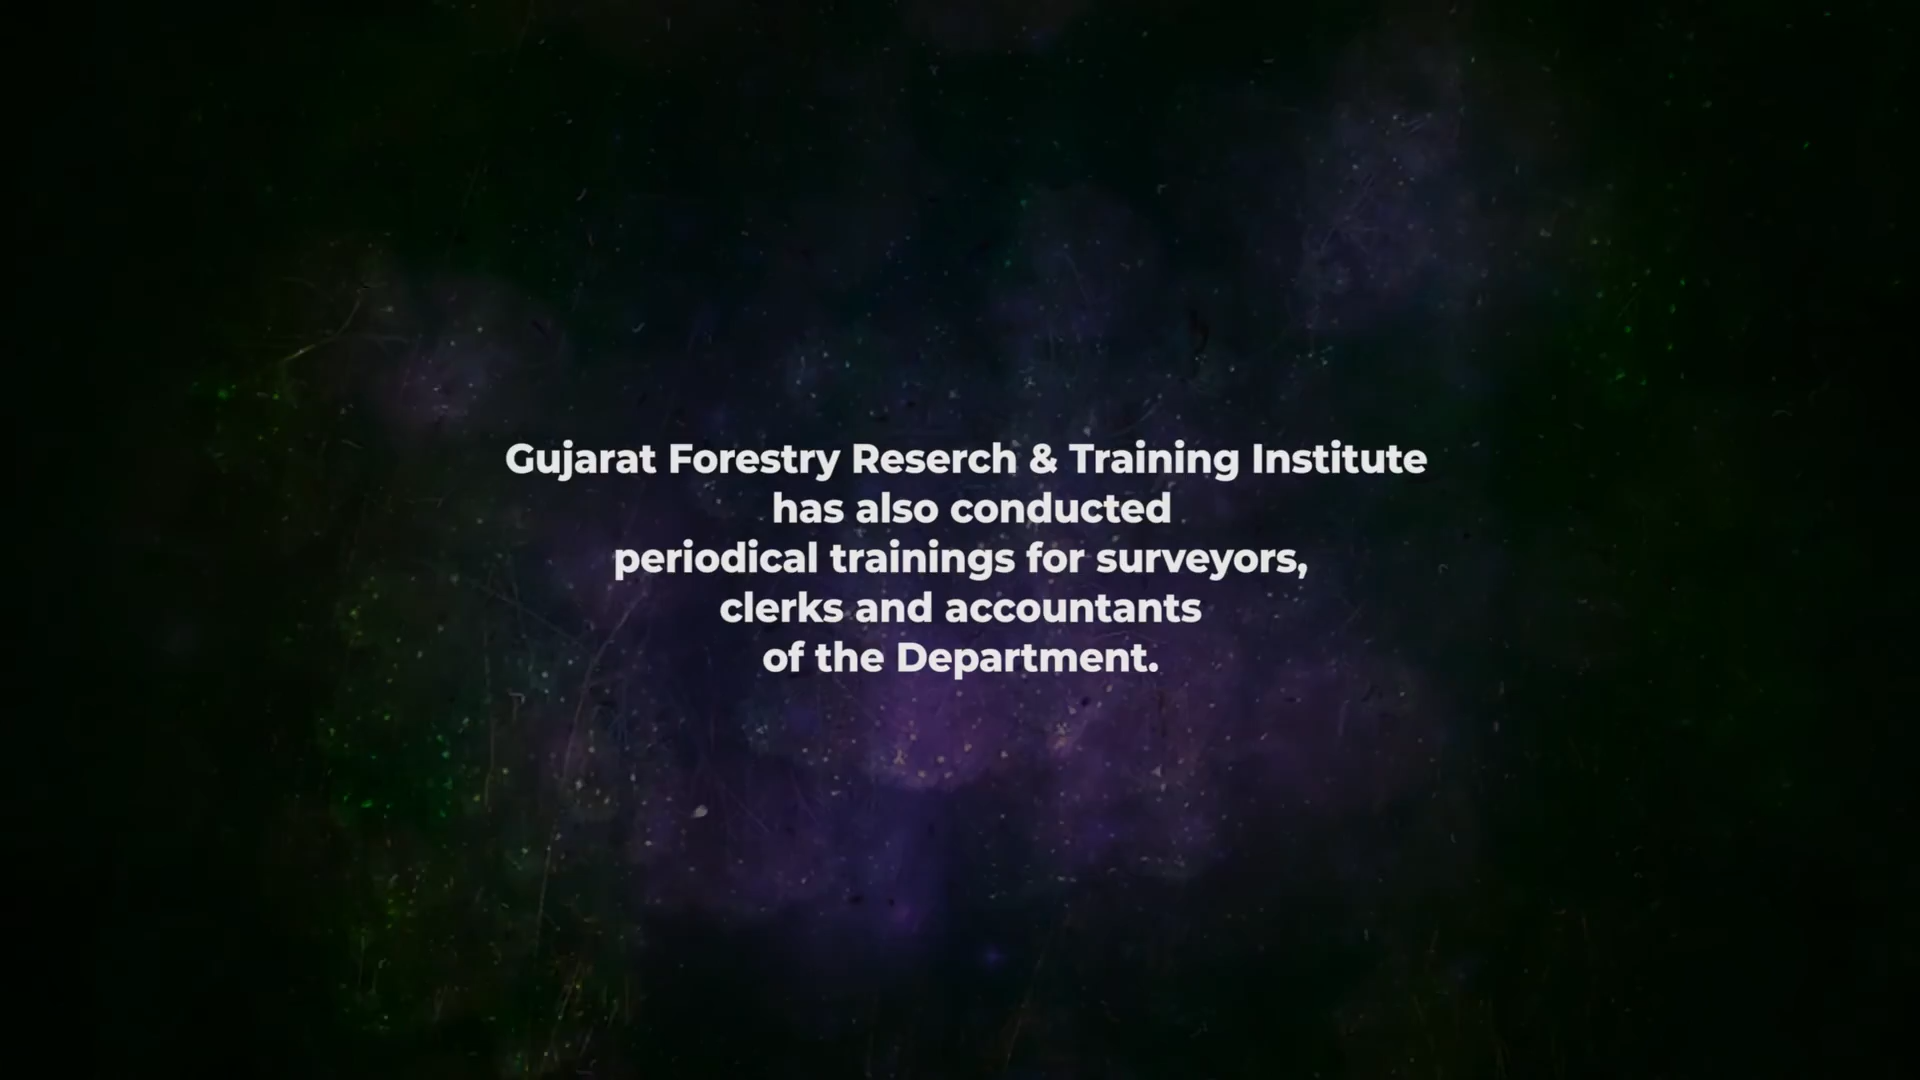 Gujarat Forestry Reserch & Training Institute
has also conducted
periodical trainings for surveyors,
clerks and accountants
of the Department.